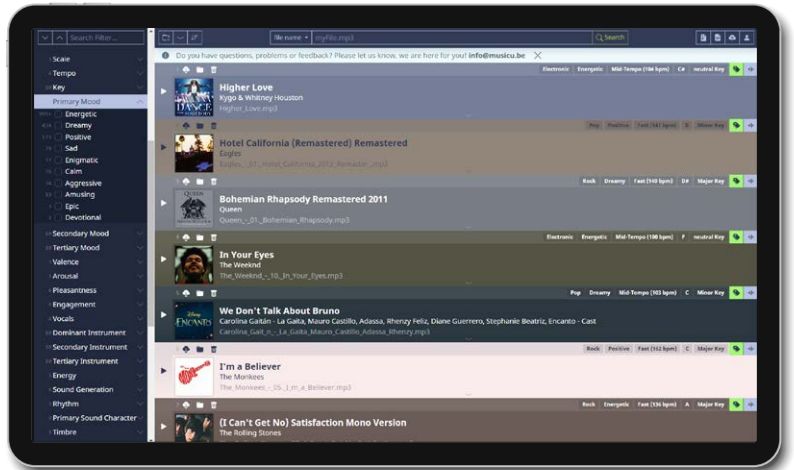 Search Filter...
file name
myFile.mp3
Search
Do you have questions, problems or feedback? Please let us know, we are here for you! info@musicu.be
Scale
Tempo
Key
Primary Mood
Energetic
Dreamy
Positive
Sad
Enigmatic
Calm
Aggressive
Amusing
Epic
Devotional
Secondary Mood
Tertiary Mood
Valence
Arousal
Pleasantness
Engagement
Vocals
Dominant Instrument
Secondary Instrument
Tertiary Instrument
Energy
Sound Generation
Rhythm
Primary Sound Character
Timbre
Electronic Energetic Mid-Tempo (104 bpm) C# neutral Key
DANCE
Higher Love
Kygo & Whitney Houston
Higher_Love.mp3
Pop Positive Fast (147 bpm) D Minor Key
Hotel California (Remastered) Remastered
Eagles
Rock Dreamy Fast (140 bpm) D# Major Key
QUEEN
Bohemian Rhapsody Remastered 2011
Queen
Queen_-_01._Bohemian_Rhapsody.mp3
Electronic Energetic Mid-Tempo (100 bpm) F neutral Key
In Your Eyes
The Weeknd
The_Weeknd_-_10._In_Your_Eyes.mp3
Pop Dreamy Mid-Tempo (103 bpm) C Minor Key
Disney
ENCANTO
We Don't Talk About Bruno
Carolina Gaitán - La Gaita, Mauro Castillo, Adassa, Rhenzy Feliz, Diane Guerrero, Stephanie Beatriz, Encanto - Cast
Carolina_Gait_n_-_La_Gaita_Mauro_Castillo_Adassa_Rhenzy.mp3
Rock Positive Fast (162 bpm) C Major Key
I'm a Believer
The Monkees
The_Monkees_-_05._I_m_a_Believer.mp3
Rock Energetic Fast (136 bpm) A Major Key
(I Can't Get No) Satisfaction Mono Version
The Rolling Stones